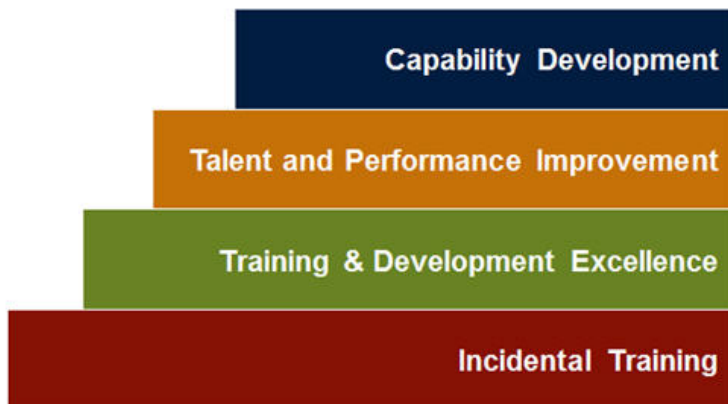 Capability Development
Talent and Performance Improvement
Training & Development Excellence
Incidental Training